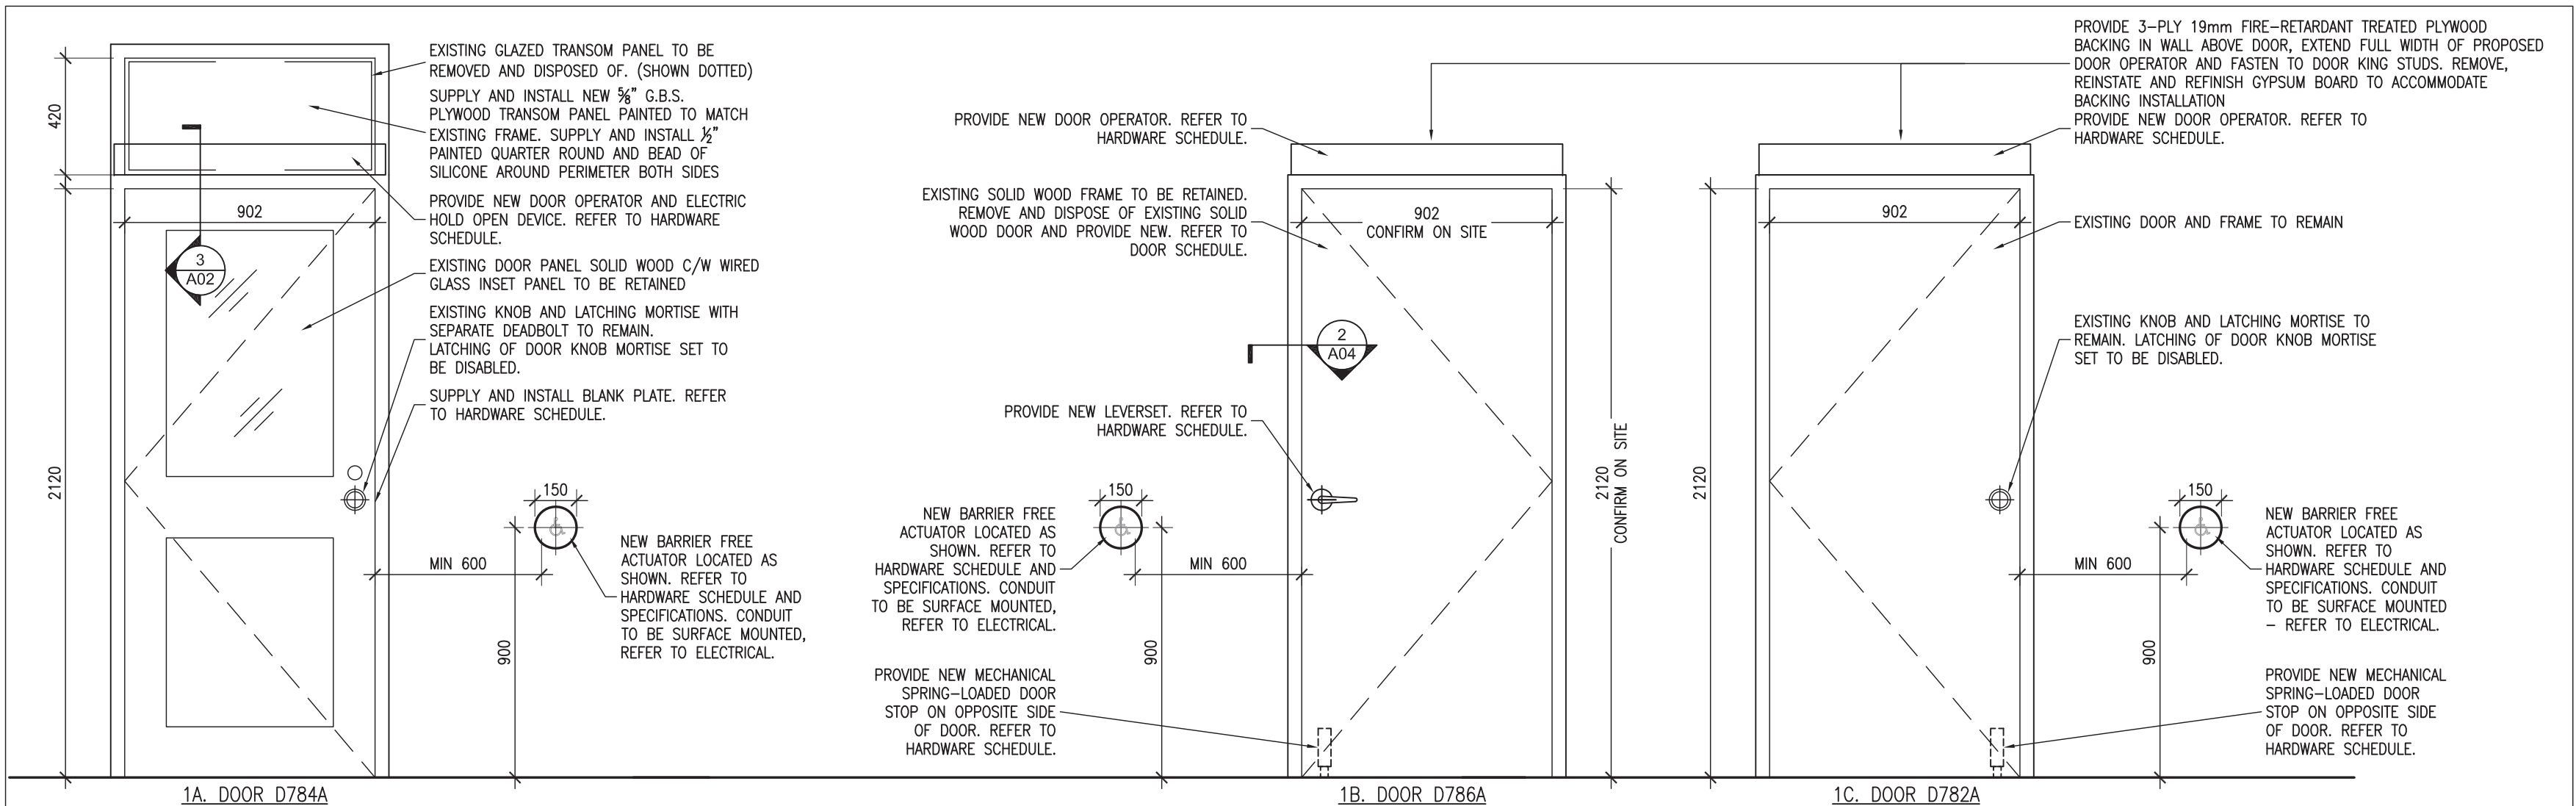 EXISTING GLAZED TRANSOM PANEL TO BE
REMOVED AND DISPOSED OF. (SHOWN DOTTED)
SUPPLY AND INSTALL NEW ⅝" G.B.S.
PLYWOOD TRANSOM PANEL PAINTED TO MATCH
EXISTING FRAME. SUPPLY AND INSTALL ½"
PAINTED QUARTER ROUND AND BEAD OF
SILICONE AROUND PERIMETER BOTH SIDES
PROVIDE NEW DOOR OPERATOR AND ELECTRIC
HOLD OPEN DEVICE. REFER TO HARDWARE
SCHEDULE.
EXISTING DOOR PANEL SOLID WOOD C/W WIRED
GLASS INSET PANEL TO BE RETAINED
EXISTING KNOB AND LATCHING MORTISE WITH
SEPARATE DEADBOLT TO REMAIN.
LATCHING OF DOOR KNOB MORTISE SET TO
BE DISABLED.
SUPPLY AND INSTALL BLANK PLATE. REFER
TO HARDWARE SCHEDULE.
420
2120
902
3
A02
150
MIN 600
900
NEW BARRIER FREE
ACTUATOR LOCATED AS
SHOWN. REFER TO
HARDWARE SCHEDULE AND
SPECIFICATIONS. CONDUIT
TO BE SURFACE MOUNTED,
REFER TO ELECTRICAL.
1A. DOOR D784A
PROVIDE NEW DOOR OPERATOR. REFER TO
HARDWARE SCHEDULE.
EXISTING SOLID WOOD FRAME TO BE RETAINED.
REMOVE AND DISPOSE OF EXISTING SOLID
WOOD DOOR AND PROVIDE NEW. REFER TO
DOOR SCHEDULE.
902
CONFIRM ON SITE
2
A04
PROVIDE NEW LEVERSET. REFER TO
HARDWARE SCHEDULE.
150
NEW BARRIER FREE
ACTUATOR LOCATED AS
SHOWN. REFER TO
HARDWARE SCHEDULE AND
SPECIFICATIONS. CONDUIT
TO BE SURFACE MOUNTED,
REFER TO ELECTRICAL.
MIN 600
900
PROVIDE NEW MECHANICAL
SPRING-LOADED DOOR
STOP ON OPPOSITE SIDE
OF DOOR. REFER TO
HARDWARE SCHEDULE.
2120
CONFIRM ON SITE
1B. DOOR D786A
PROVIDE 3-PLY 19mm FIRE-RETARDANT TREATED PLYWOOD
BACKING IN WALL ABOVE DOOR, EXTEND FULL WIDTH OF PROPOSED
DOOR OPERATOR AND FASTEN TO DOOR KING STUDS. REMOVE,
REINSTATE AND REFINISH GYPSUM BOARD TO ACCOMMODATE
BACKING INSTALLATION
PROVIDE NEW DOOR OPERATOR. REFER TO
HARDWARE SCHEDULE.
2120
902
EXISTING DOOR AND FRAME TO REMAIN
EXISTING KNOB AND LATCHING MORTISE TO
REMAIN. LATCHING OF DOOR KNOB MORTISE
SET TO BE DISABLED.
150
MIN 600
900
NEW BARRIER FREE
ACTUATOR LOCATED AS
SHOWN. REFER TO
HARDWARE SCHEDULE AND
SPECIFICATIONS. CONDUIT
TO BE SURFACE MOUNTED
- REFER TO ELECTRICAL.
PROVIDE NEW MECHANICAL
SPRING-LOADED DOOR
STOP ON OPPOSITE SIDE
OF DOOR. REFER TO
HARDWARE SCHEDULE.
1C. DOOR D782A